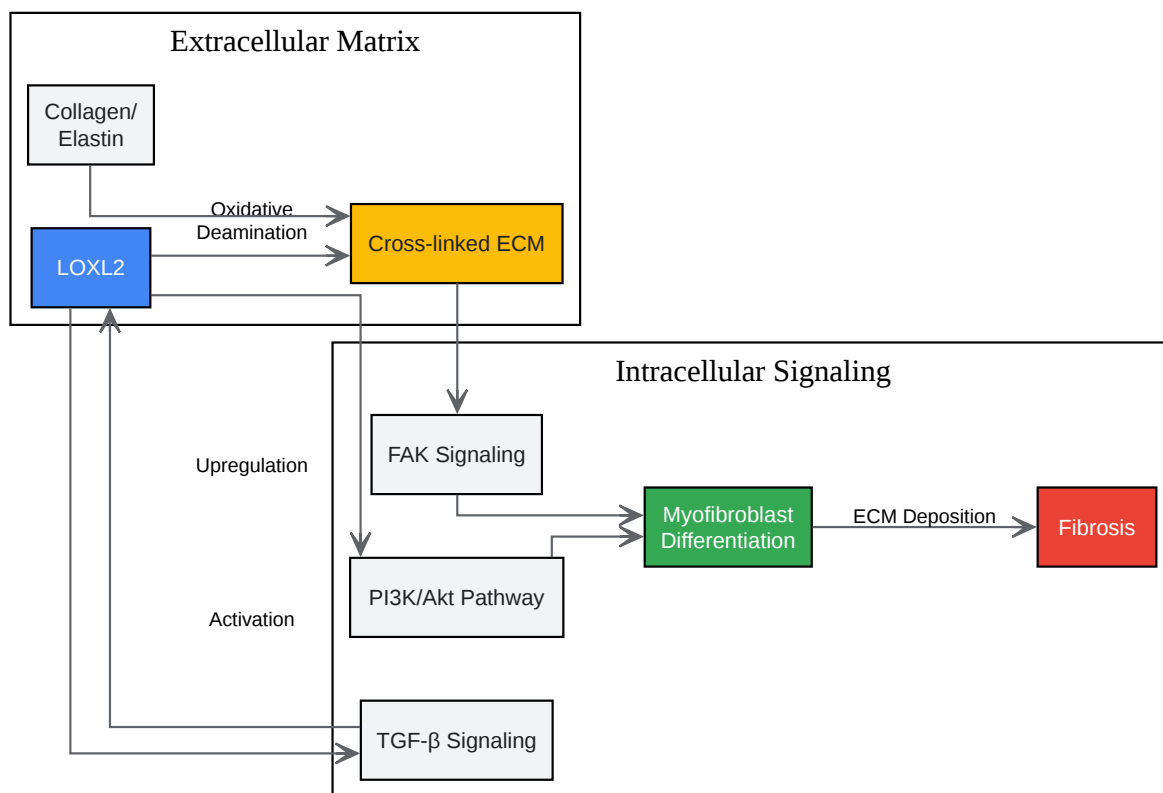 Extracellular Matrix
Collagen/
Elastin
Oxidative
Deamination
Cross-linked ECM
LOXL2
Intracellular Signaling
FAK Signaling
Upregulation
Myofibroblast
Differentiation
ECM Deposition
Fibrosis
PI3K/Akt Pathway
Activation
TGF-β Signaling